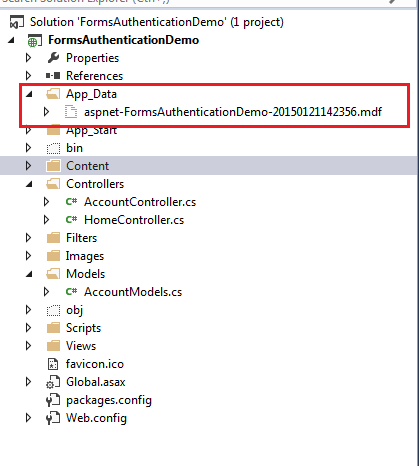 Search Solution Explorer (Ctrl+;)
Solution 'FormsAuthenticationDemo' (1 project)
FormsAuthenticationDemo
Properties
References
App_Data
aspnet-FormsAuthenticationDemo-20150121142356.mdf
App_Start
bin
Content
Controllers
C# AccountController.cs
C# HomeController.cs
Filters
Images
Models
C# AccountModels.cs
obj
Scripts
Views
favicon.ico
Global.asax
packages.config
Web.config